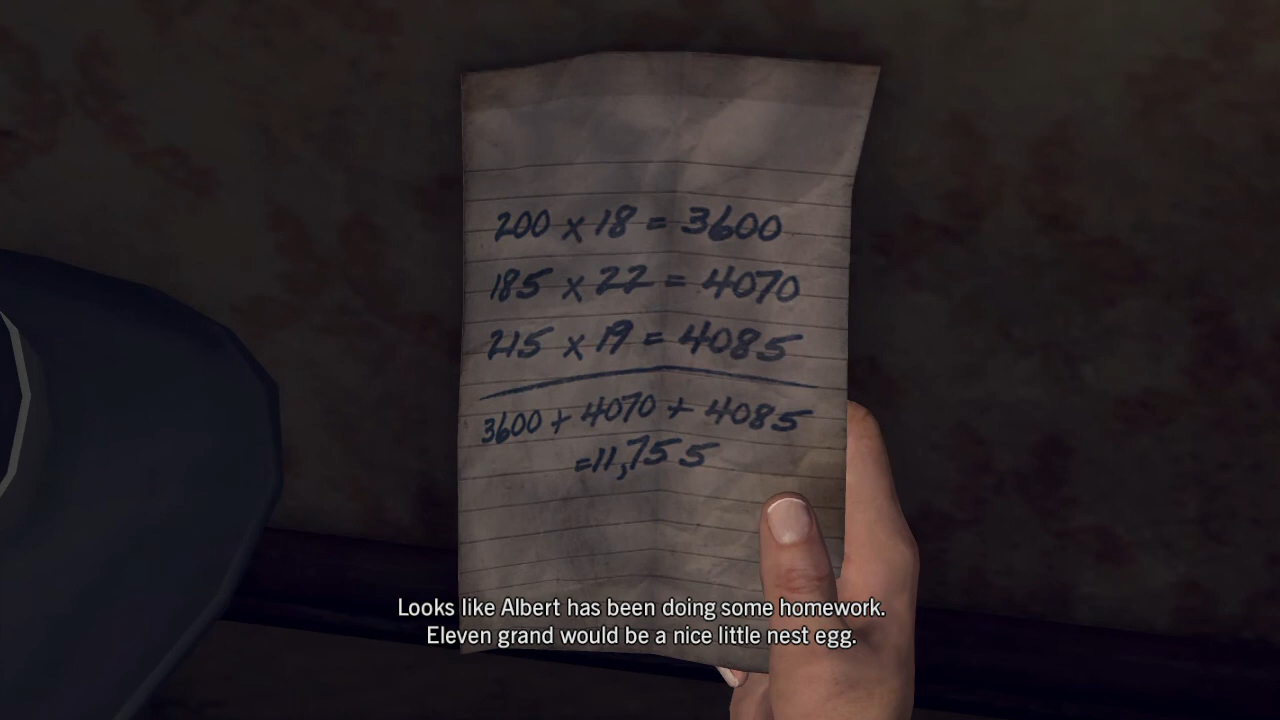 200 x 18 = 3600
185 x 22 = 4070
215 x 19 = 4085
3600 + 4070 + 4085
=11,755
Looks like Albert has been doing some homework.
Eleven grand would be a nice little nest egg.